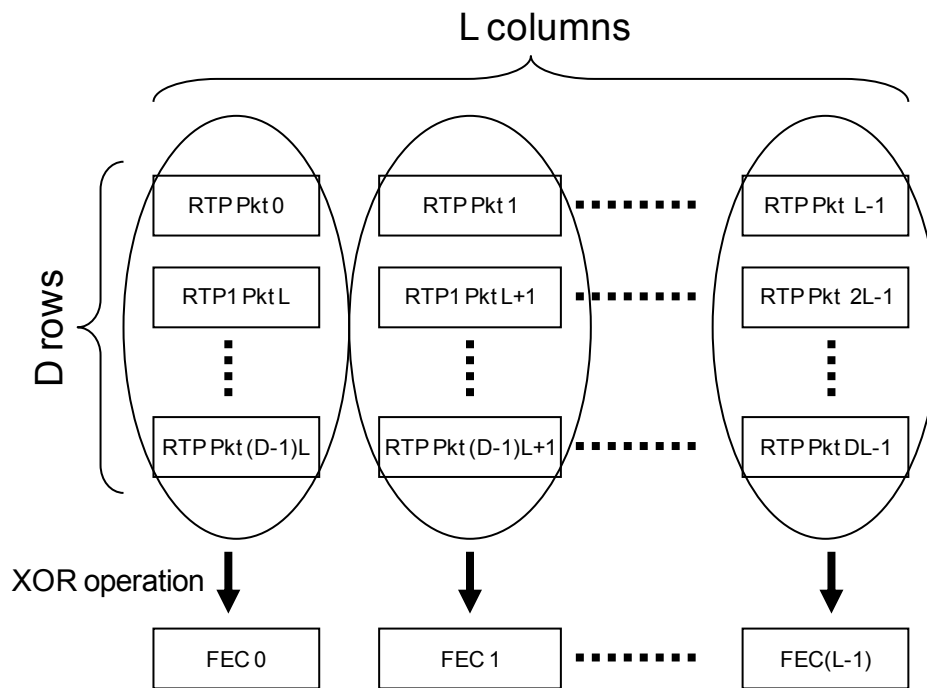 L columns
D rows
RTP Pkt 0
RTP Pkt 1
RTP Pkt L-1
RTP1 Pkt L
RTP1 Pkt L+1
RTP Pkt 2L-1
RTP Pkt (D-1)L
RTP Pkt (D-1)L+1
RTP Pkt DL-1
XOR operation
FEC 0
FEC 1
FEC(L-1)